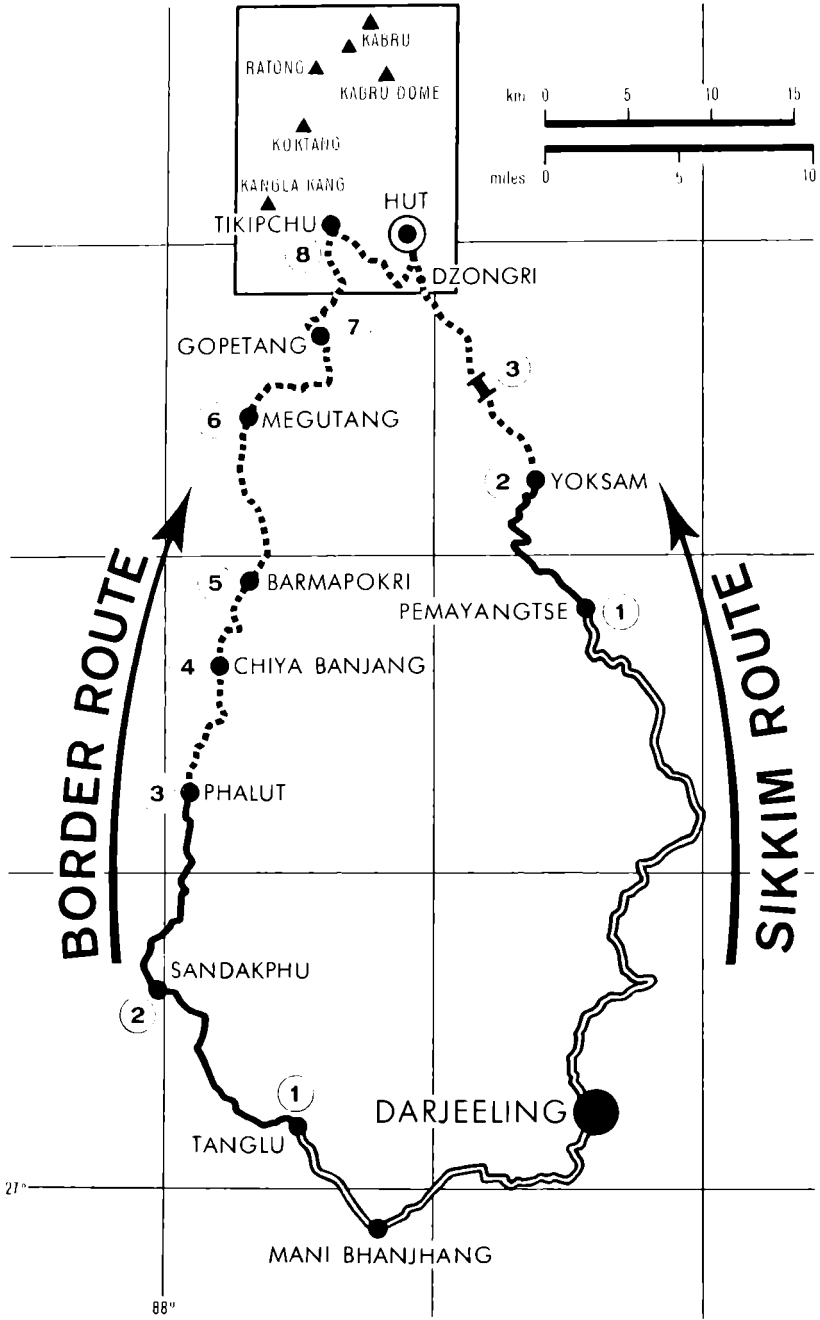 KABRU
RATONG
KABRU DOME
KOKTANG
KANGLA KANG
km 0 5 10 15
miles 0 5 10
HUT
TIKIPCHU
8
DZONGRI
7
GOPETANG
3
6 MEGUTANG
2 YOKSAM
BORDER ROUTE
SIKKIM ROUTE
5 BARMAPOKRI
PEMAYANGTSE 1
4 CHIYA BANJANG
3 PHALUT
SANDAKPHU
2
1
DARJEELING
TANGLU
27°
MANI BHANJHANG
88°